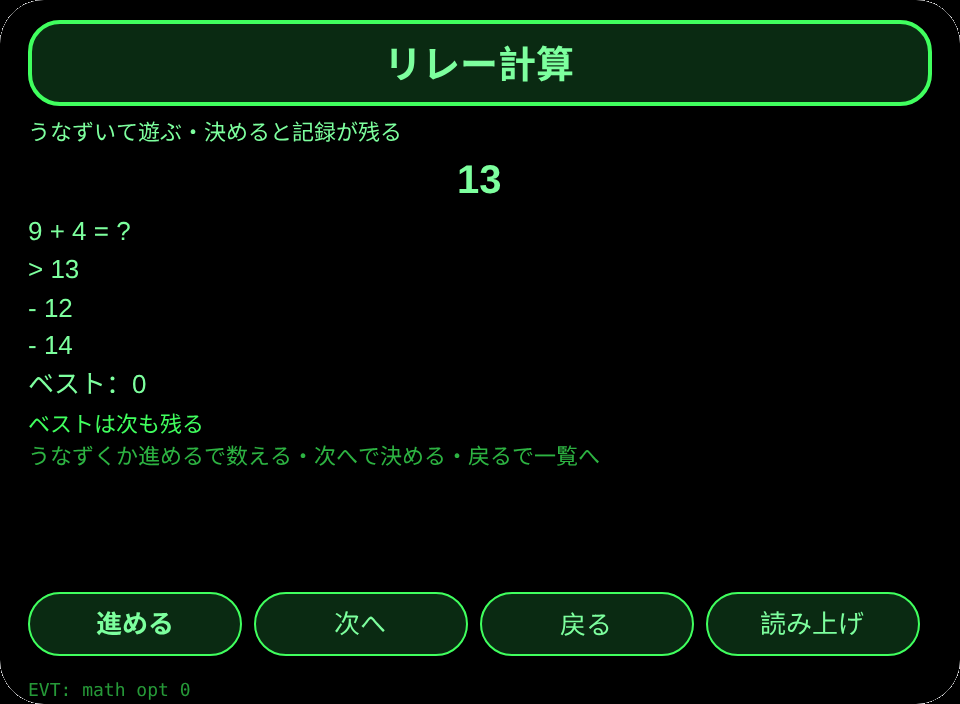 リレー計算
うなずいて遊ぶ・決めると記録が残る
13
9 + 4 = ?
> 13
- 12
- 14
ベスト：0
ベストは次も残る
うなずくか進めるで数える・次へで決める・戻るで一覧へ
進める 次へ 戻る 読み上げ
EVT: math opt 0